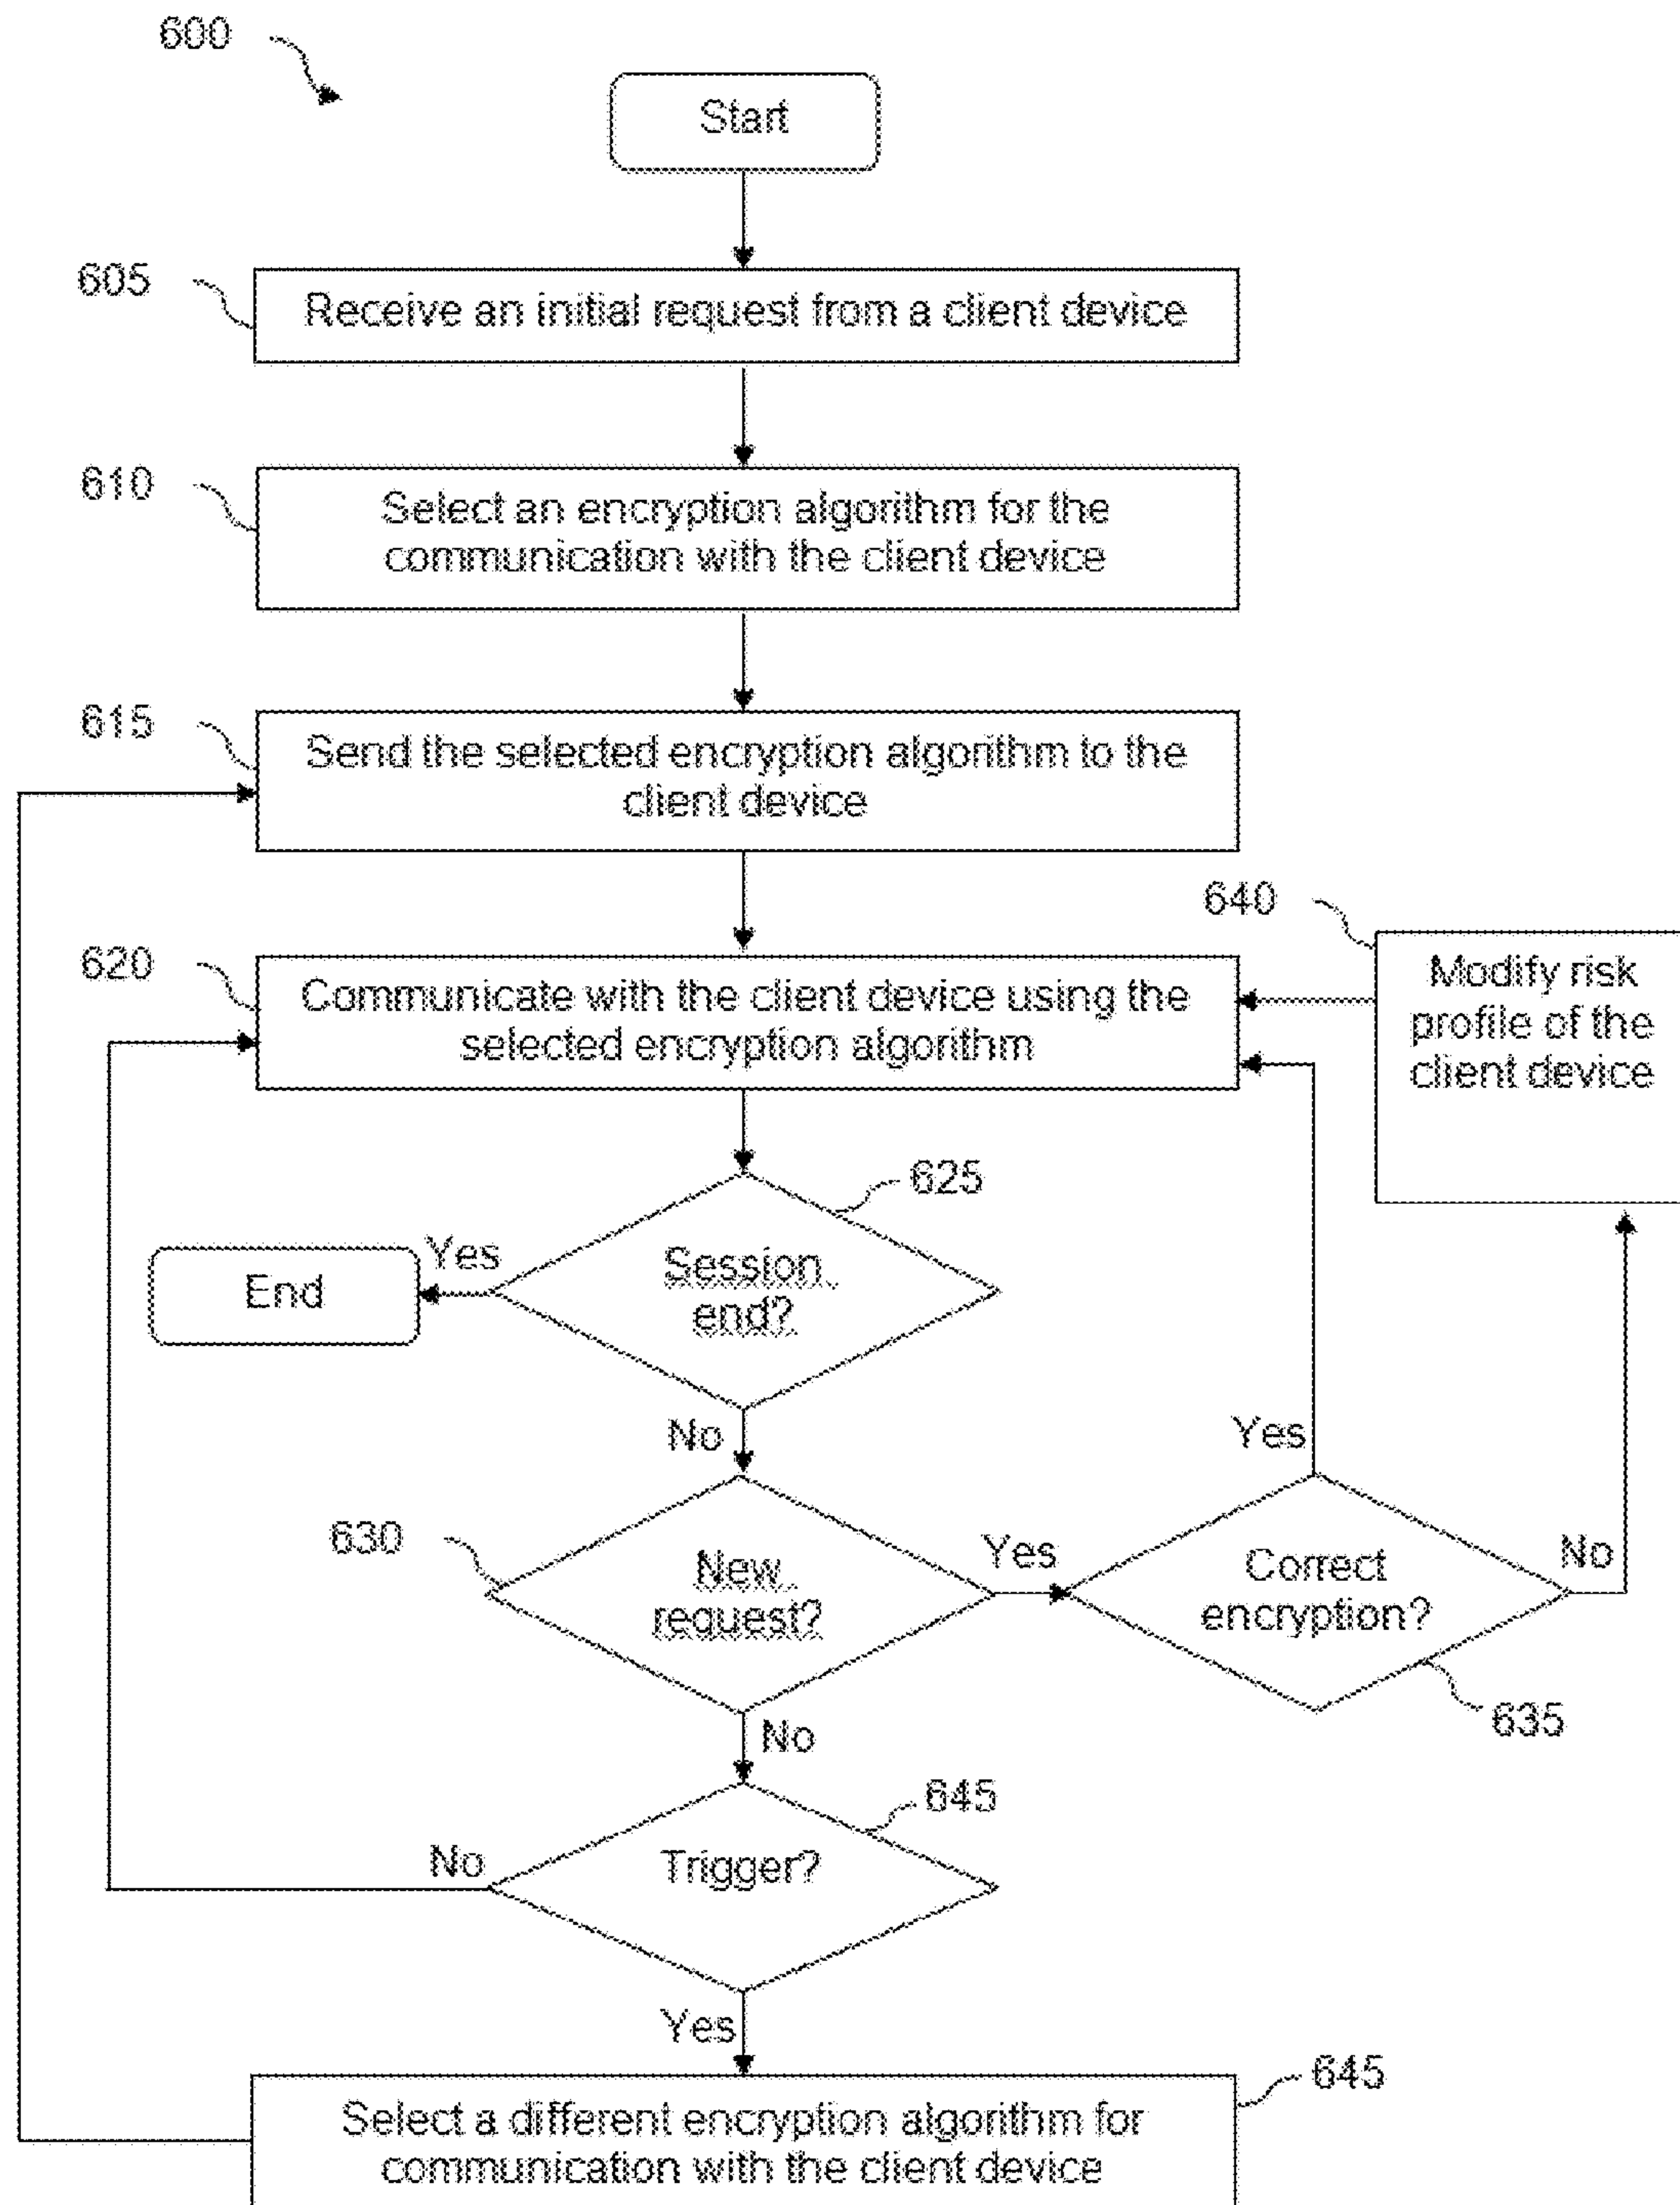 600
Start
605
Receive an initial request from a client device
610
Select an encryption algorithm for the
communication with the client device
615
Send the selected encryption algorithm to the
client device
640
Modify risk
profile of the
client device
620
Communicate with the client device using the
selected encryption algorithm
625
Yes
End
Session
end?
No
Yes
630
New
request?
Yes
Correct
encryption?
No
635
No
645
No
Trigger?
Yes
645
Select a different encryption algorithm for
communication with the client device